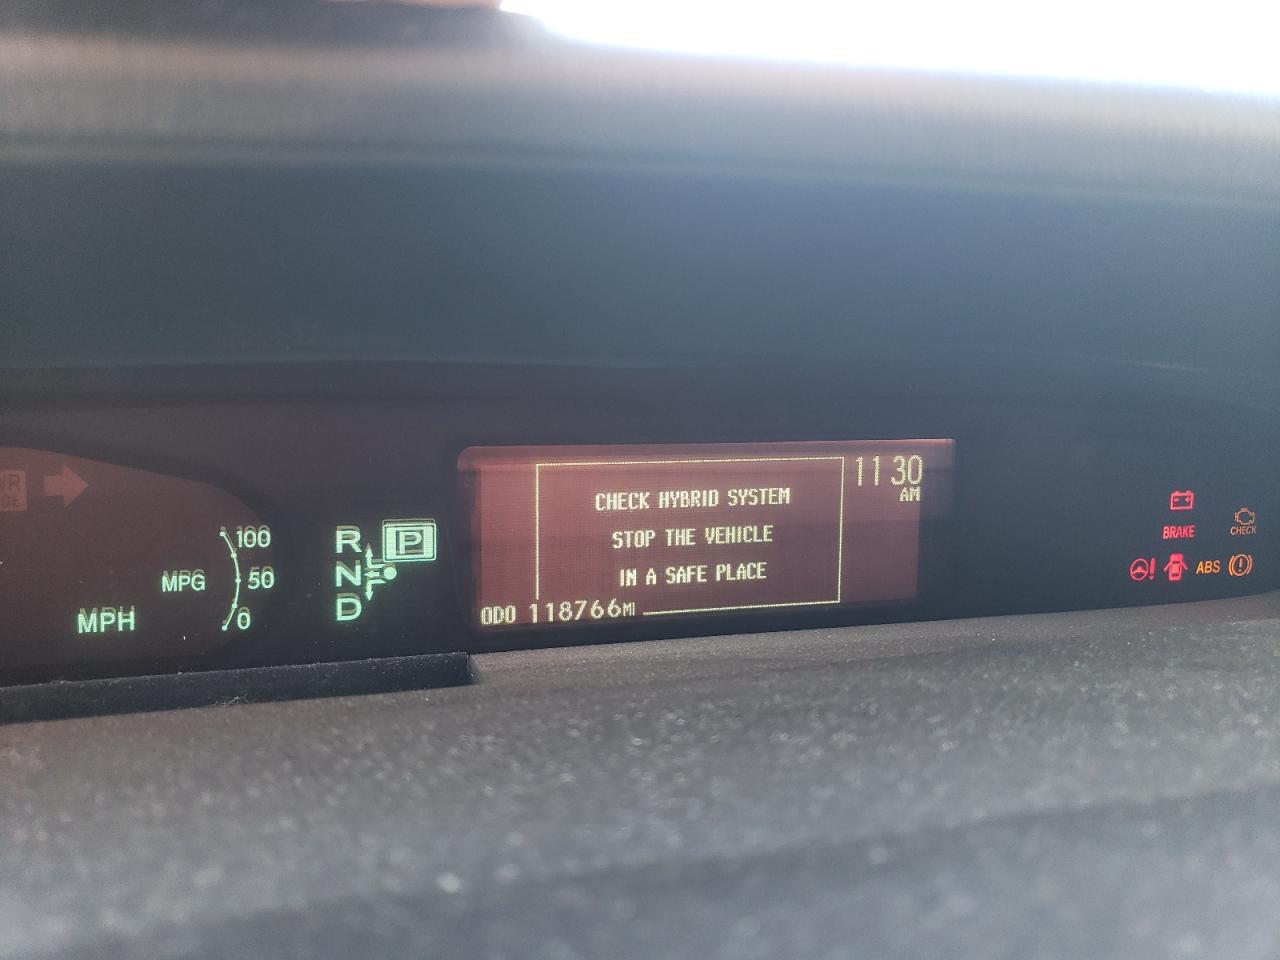 CHECK HYBRID SYSTEM
STOP THE VEHICLE
IN A SAFE PLACE
11 30
AM
ODO 118766MI
100
MPG 50
0
MPH
R P
N
D
BRAKE
CHECK
ABS